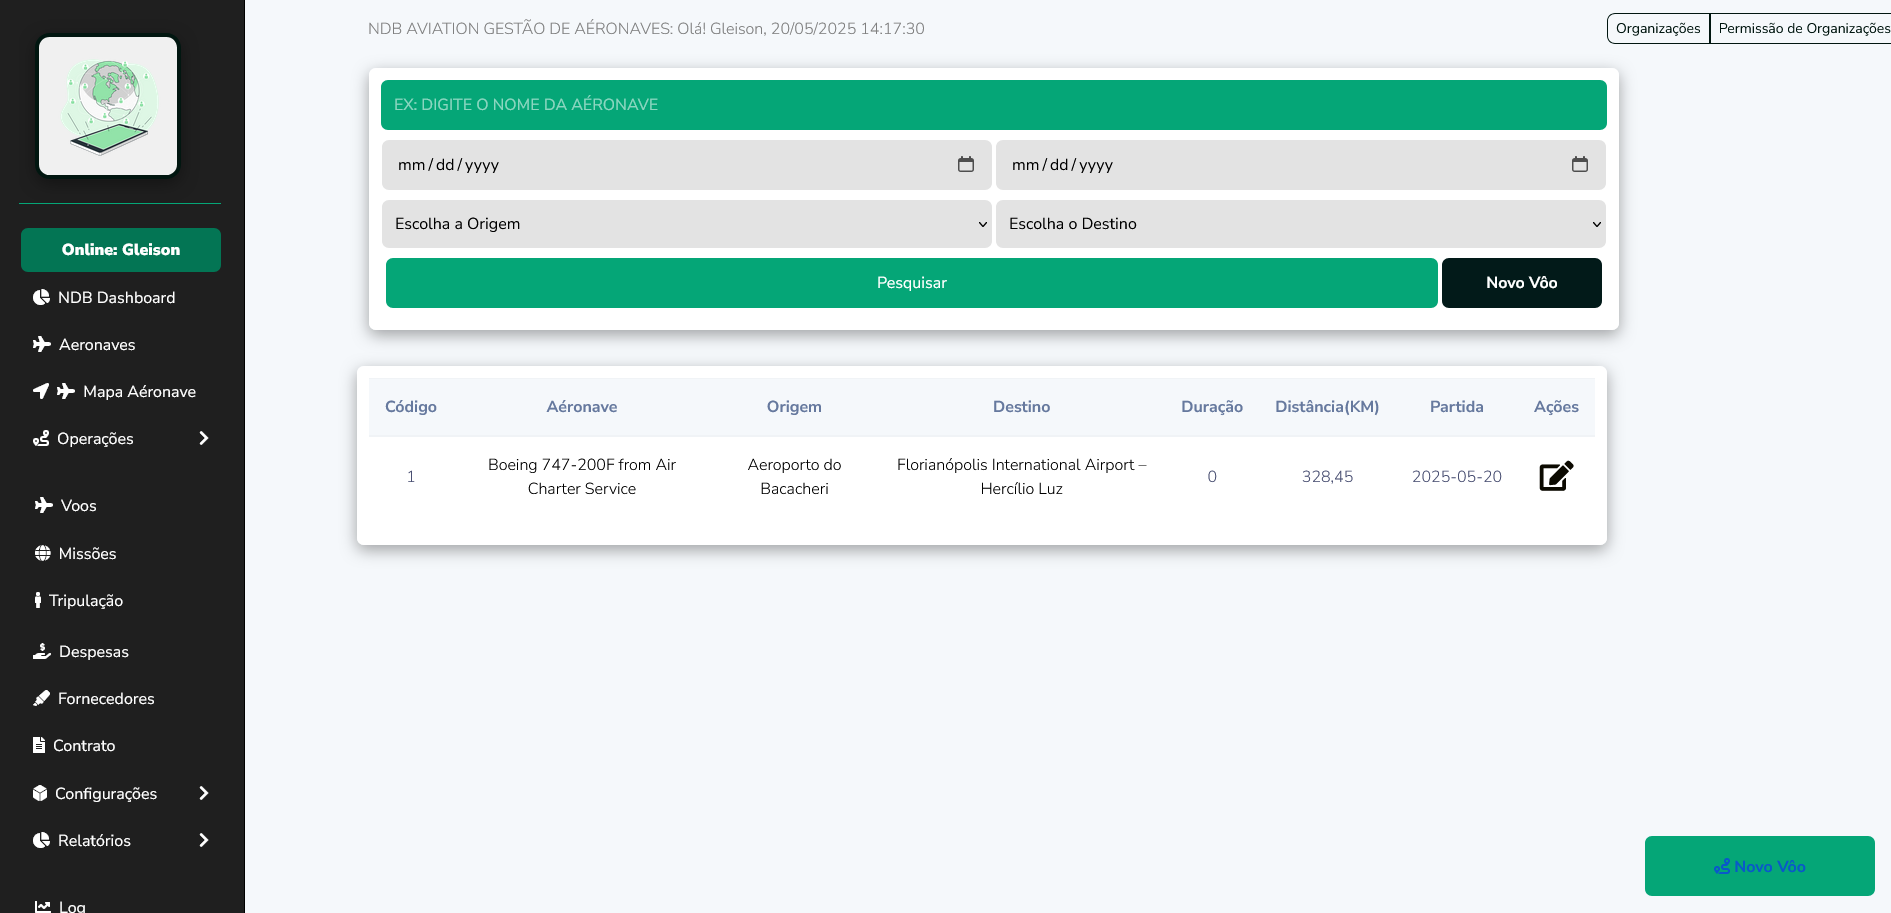 NDB AVIATION GESTÃO DE AÉRONAVES: Olá! Gleison, 20/05/2025 14:17:30
Organizações
Permissão de Organizações
Online: Gleison
NDB Dashboard
Aeronaves
Mapa Aéronave
Operações
Voos
Missões
Tripulação
Despesas
Fornecedores
Contrato
Configurações
Relatórios
Log
EX: DIGITE O NOME DA AÉRONAVE
mm/dd/yyyy
mm/dd/yyyy
Escolha a Origem
Escolha o Destino
Pesquisar
Novo Vôo
Código Aéronave Origem Destino Duração Distância(KM) Partida Ações
1
Boeing 747-200F from Air
Charter Service
Aeroporto do
Bacacheri
Florianópolis International Airport –
Hercílio Luz
0
328,45
2025-05-20
Novo Vôo